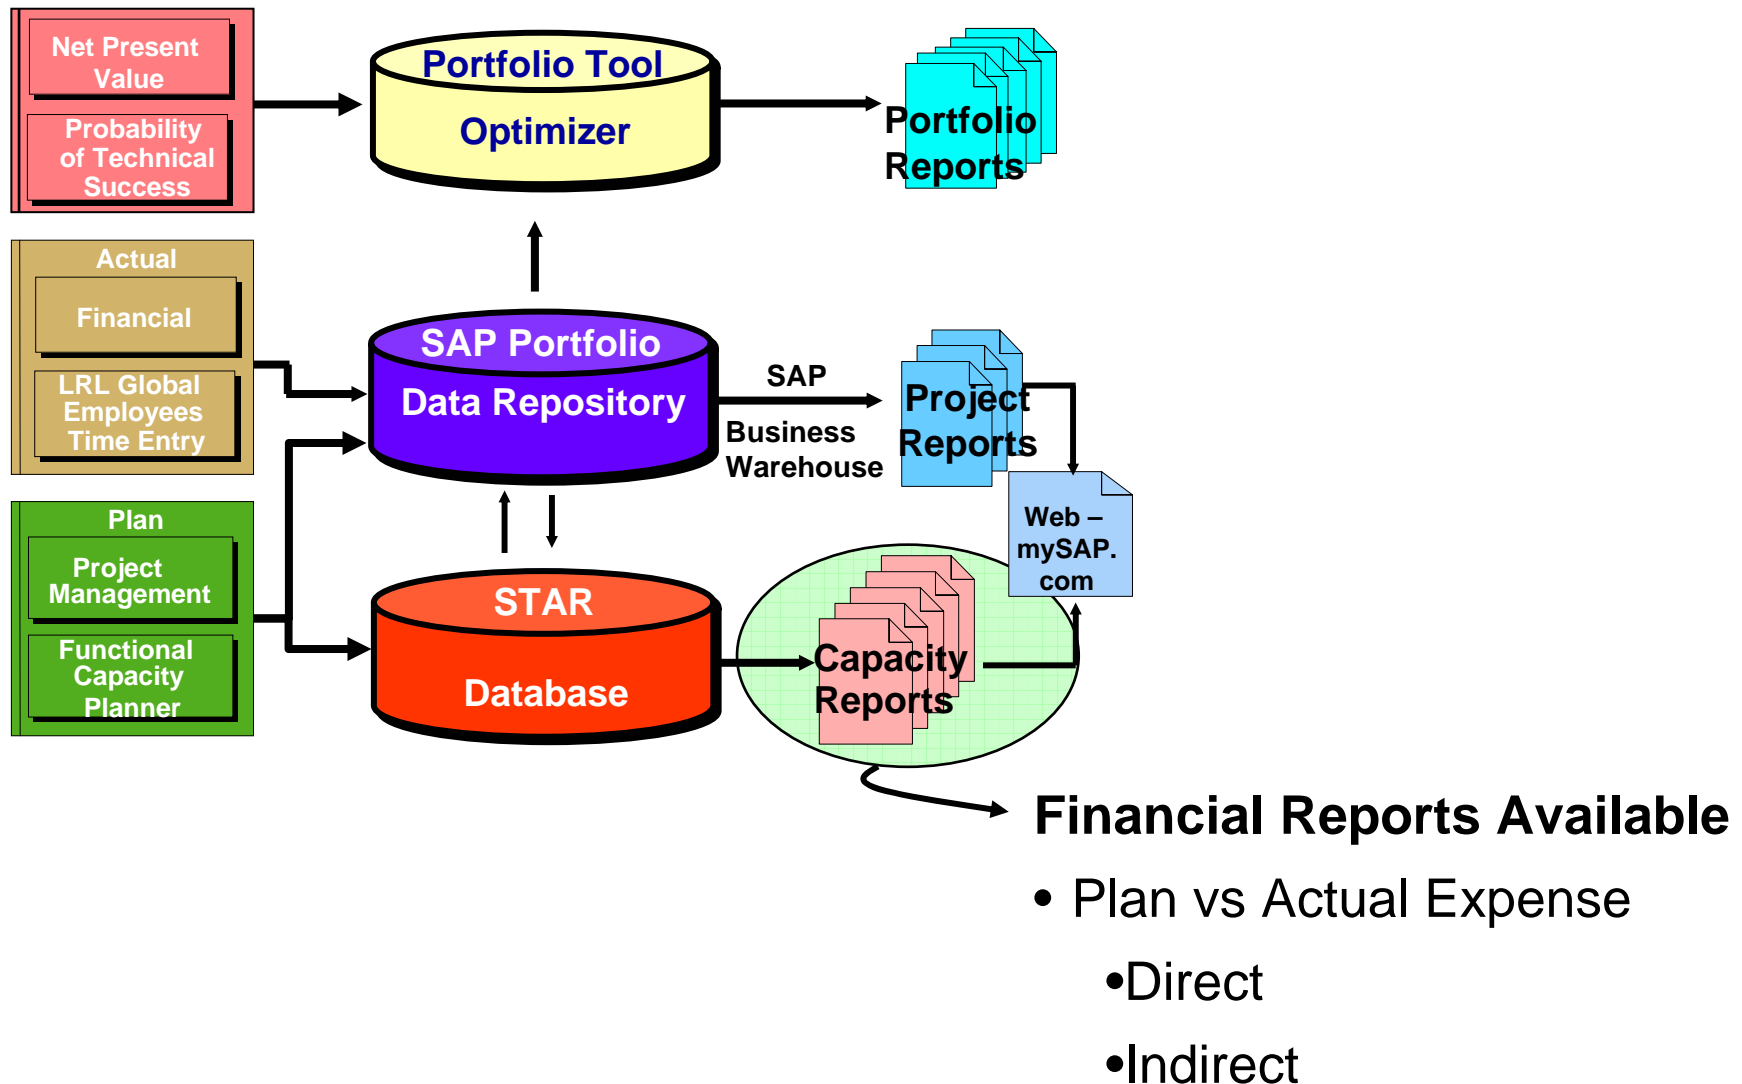 Net Present
Value
Probability
of Technical
Success
Portfolio Tool
Optimizer
Portfolio
Reports
Actual
Financial
LRL Global
Employees
Time Entry
SAP Portfolio
Data Repository
SAP
Business
Warehouse
Project
Reports
Web –
mySAP.
com
Plan
Project
Management
Functional
Capacity
Planner
STAR
Database
Capacity
Reports
Financial Reports Available
• Plan vs Actual Expense
•Direct
•Indirect